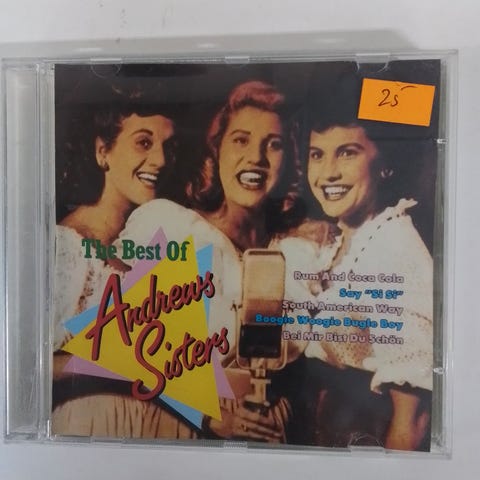 25
The Best Of
Andrews
Sisters
Rum And Coca Cola
Say "Si Si"
South American Way
Boogie Woogie Bugle Boy
Bei Mir Bist Du Schön